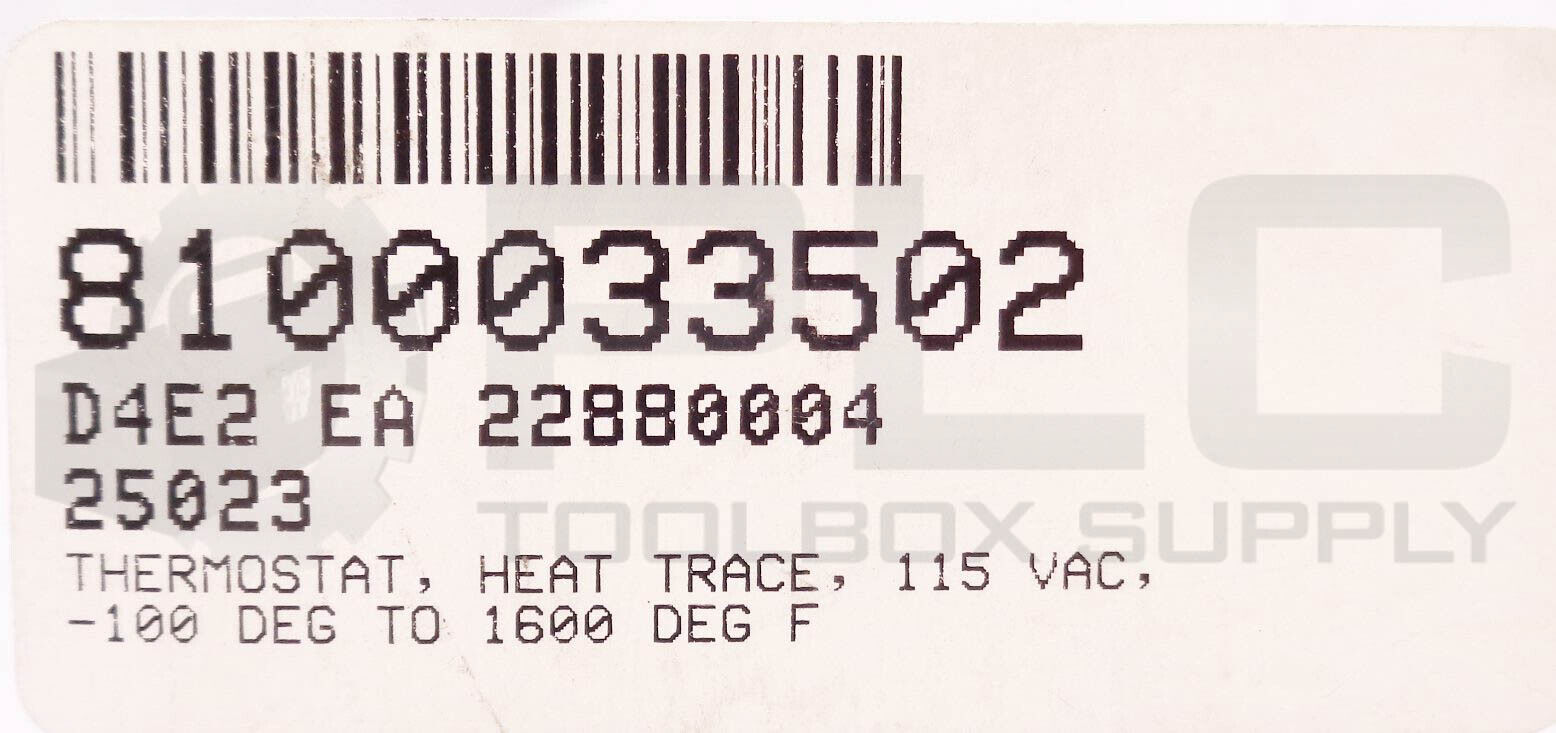 8100033502
D4E2 EA 22880004
25023
THERMOSTAT, HEAT TRACE, 115 VAC,
-100 DEG TO 1600 DEG F
PLC
TOOLBOX SUPPLY